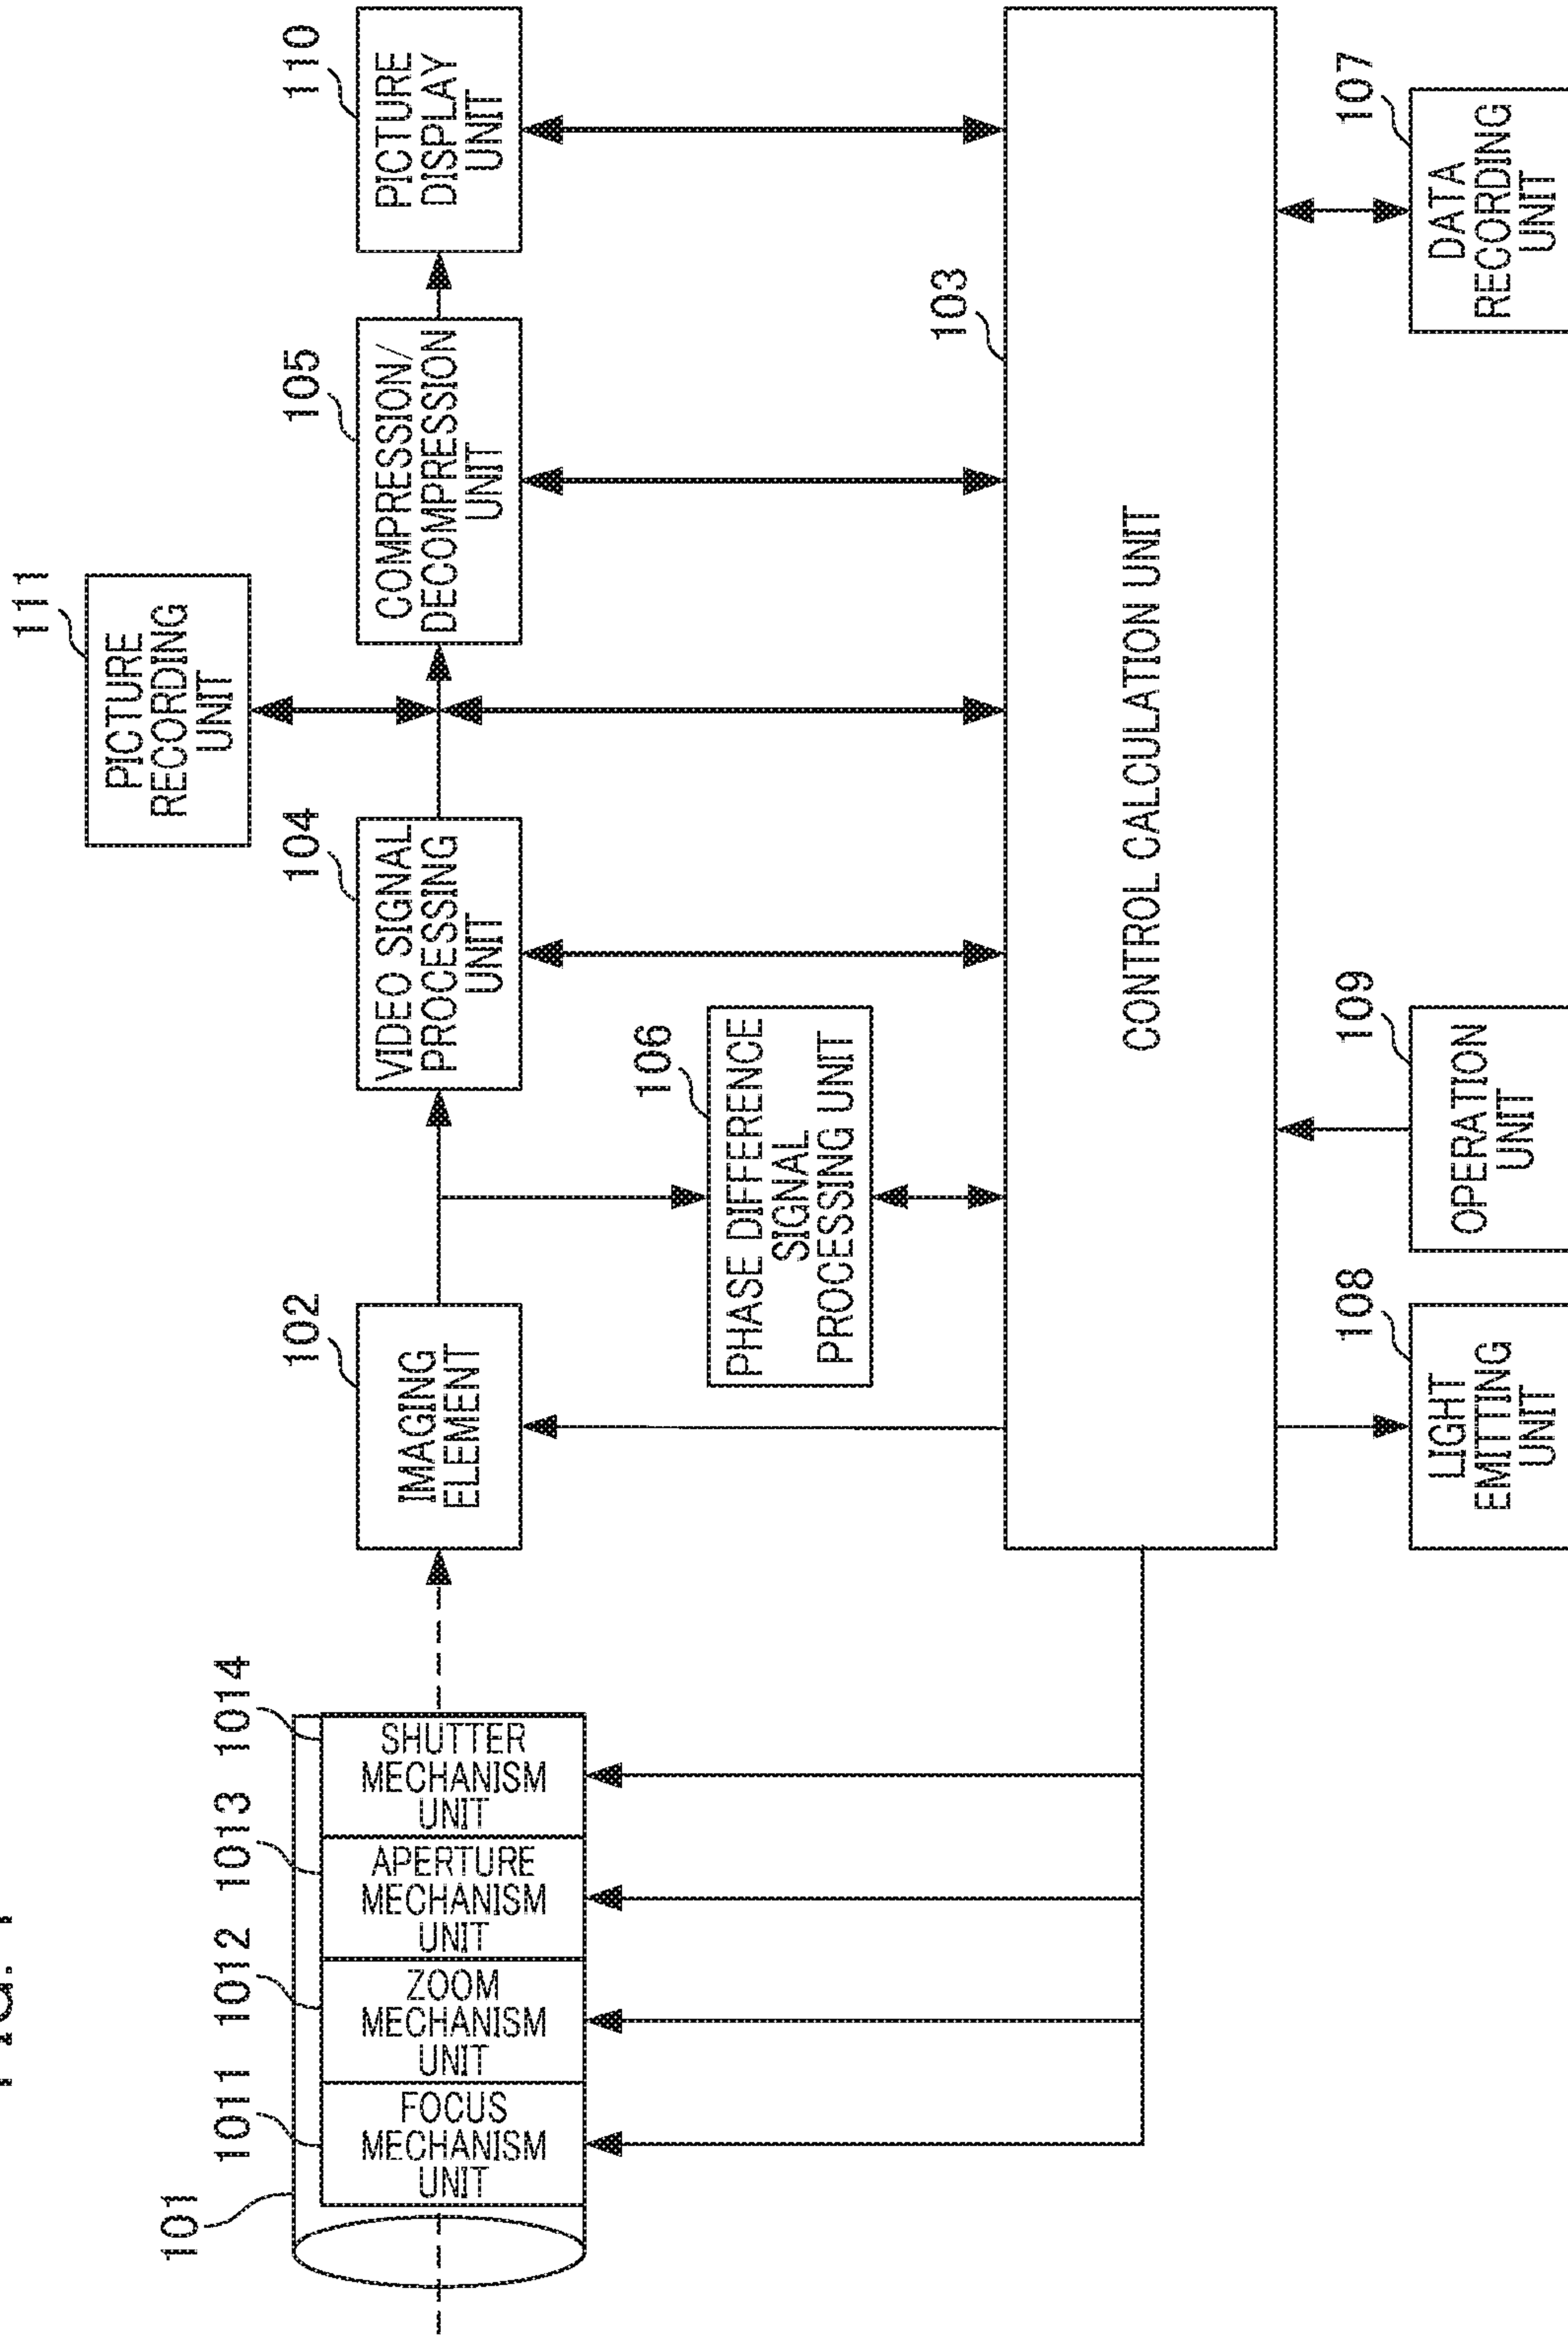 111
PICTURE
RECORDING
UNIT
101
1011
1012
1013
1014
FOCUS
MECHANISM
UNIT
ZOOM
MECHANISM
UNIT
APERTURE
MECHANISM
UNIT
SHUTTER
MECHANISM
UNIT
102
IMAGING
ELEMENT
104
VIDEO SIGNAL
PROCESSING
UNIT
105
COMPRESSION/
DECOMPRESSION
UNIT
110
PICTURE
DISPLAY
UNIT
106
PHASE DIFFERENCE
SIGNAL
PROCESSING UNIT
103
CONTROL CALCULATION UNIT
108
LIGHT
EMITTING
UNIT
109
OPERATION
UNIT
107
DATA
RECORDING
UNIT